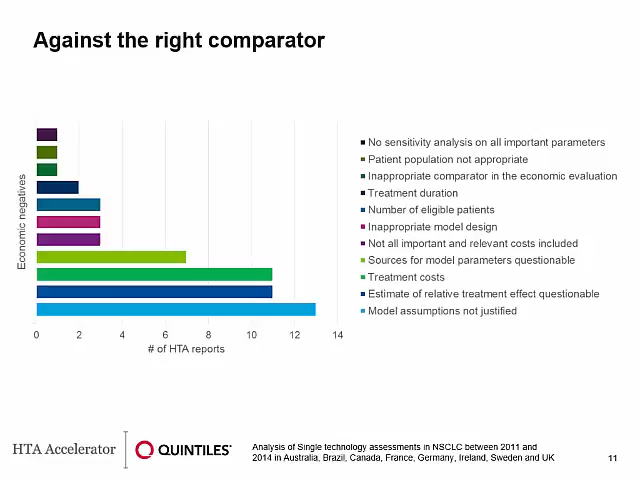 Against the right comparator
Economic negatives
No sensitivity analysis on all important parameters
Patient population not appropriate
Inappropriate comparator in the economic evaluation
Treatment duration
Number of eligible patients
Inappropriate model design
Not all important and relevant costs included
Sources for model parameters questionable
Treatment costs
Estimate of relative treatment effect questionable
Model assumptions not justified
0 2 4 6 8 10 12 14
# of HTA reports
HTA Accelerator
QUINTILES
Analysis of Single technology assessments in NSCLC between 2011 and
2014 in Australia, Brazil, Canada, France, Germany, Ireland, Sweden and UK
11